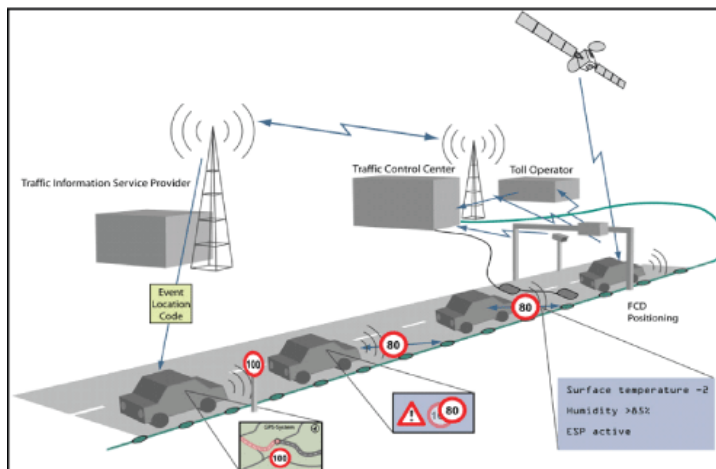 Traffic Information Service Provider
Traffic Control Center
Toll Operator
Event
Location
Code
FCD
Positioning
80
100
80
80
GPS System
100
Surface temperature -2
Humidity >85%
ESP active